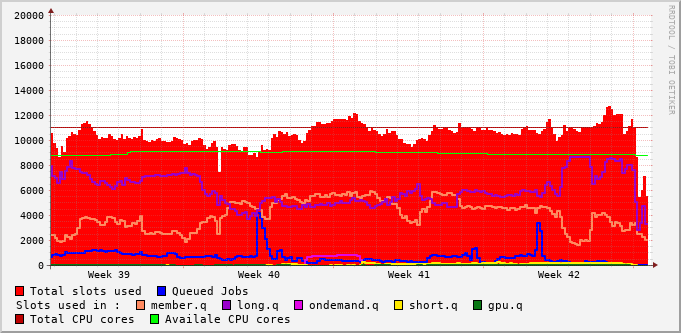 20000
18000
16000
14000
12000
10000
8000
6000
4000
2000
0
Week 39 Week 40 Week 41 Week 42
Total slots used Queued Jobs
Slots used in : member.q long.q ondemand.q short.q gpu.q
Total CPU cores Availale CPU cores
RRDTOOL / TOBI OETIKER